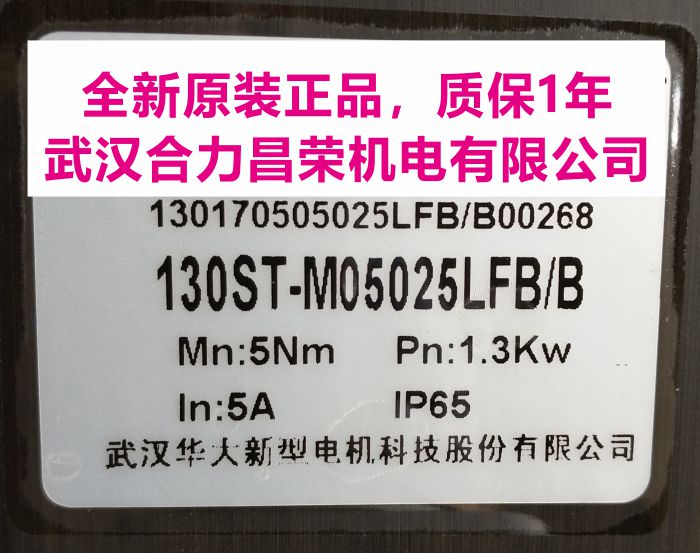 全新原装正品，质保1年
武汉合力昌荣机电有限公司
130170505025LFB/B00268
130ST-M05025LFB/B
Mn:5Nm Pn:1.3Kw
In:5A IP65
武汉华大新型电机科技股份有限公司